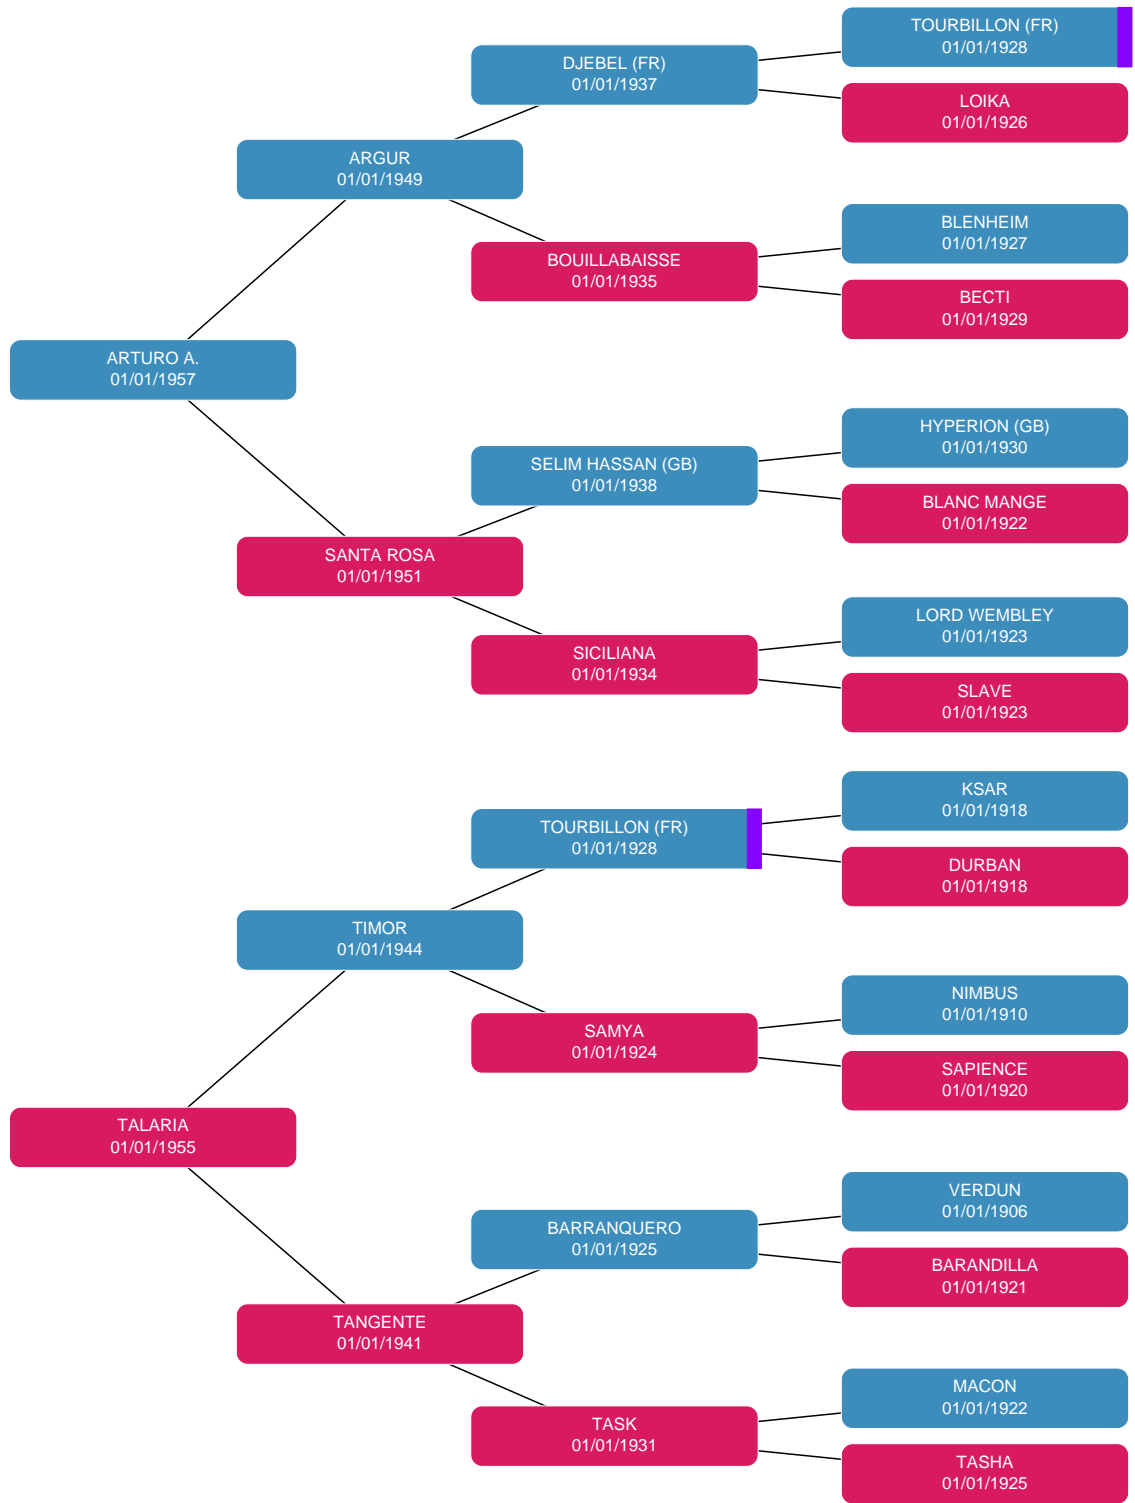 TOURBILLON (FR)
01/01/1928
DJEBEL (FR)
01/01/1937
LOIKA
01/01/1926
ARGUR
01/01/1949
BLENHEIM
01/01/1927
BOUILLABAISSE
01/01/1935
BECTI
01/01/1929
ARTURO A.
01/01/1957
HYPERION (GB)
01/01/1930
SELIM HASSAN (GB)
01/01/1938
BLANC MANGE
01/01/1922
SANTA ROSA
01/01/1951
LORD WEMBLEY
01/01/1923
SICILIANA
01/01/1934
SLAVE
01/01/1923
KSAR
01/01/1918
TOURBILLON (FR)
01/01/1928
DURBAN
01/01/1918
TIMOR
01/01/1944
NIMBUS
01/01/1910
SAMYA
01/01/1924
SAPIENCE
01/01/1920
TALARIA
01/01/1955
VERDUN
01/01/1906
BARRANQUERO
01/01/1925
BARANDILLA
01/01/1921
TANGENTE
01/01/1941
MACON
01/01/1922
TASK
01/01/1931
TASHA
01/01/1925